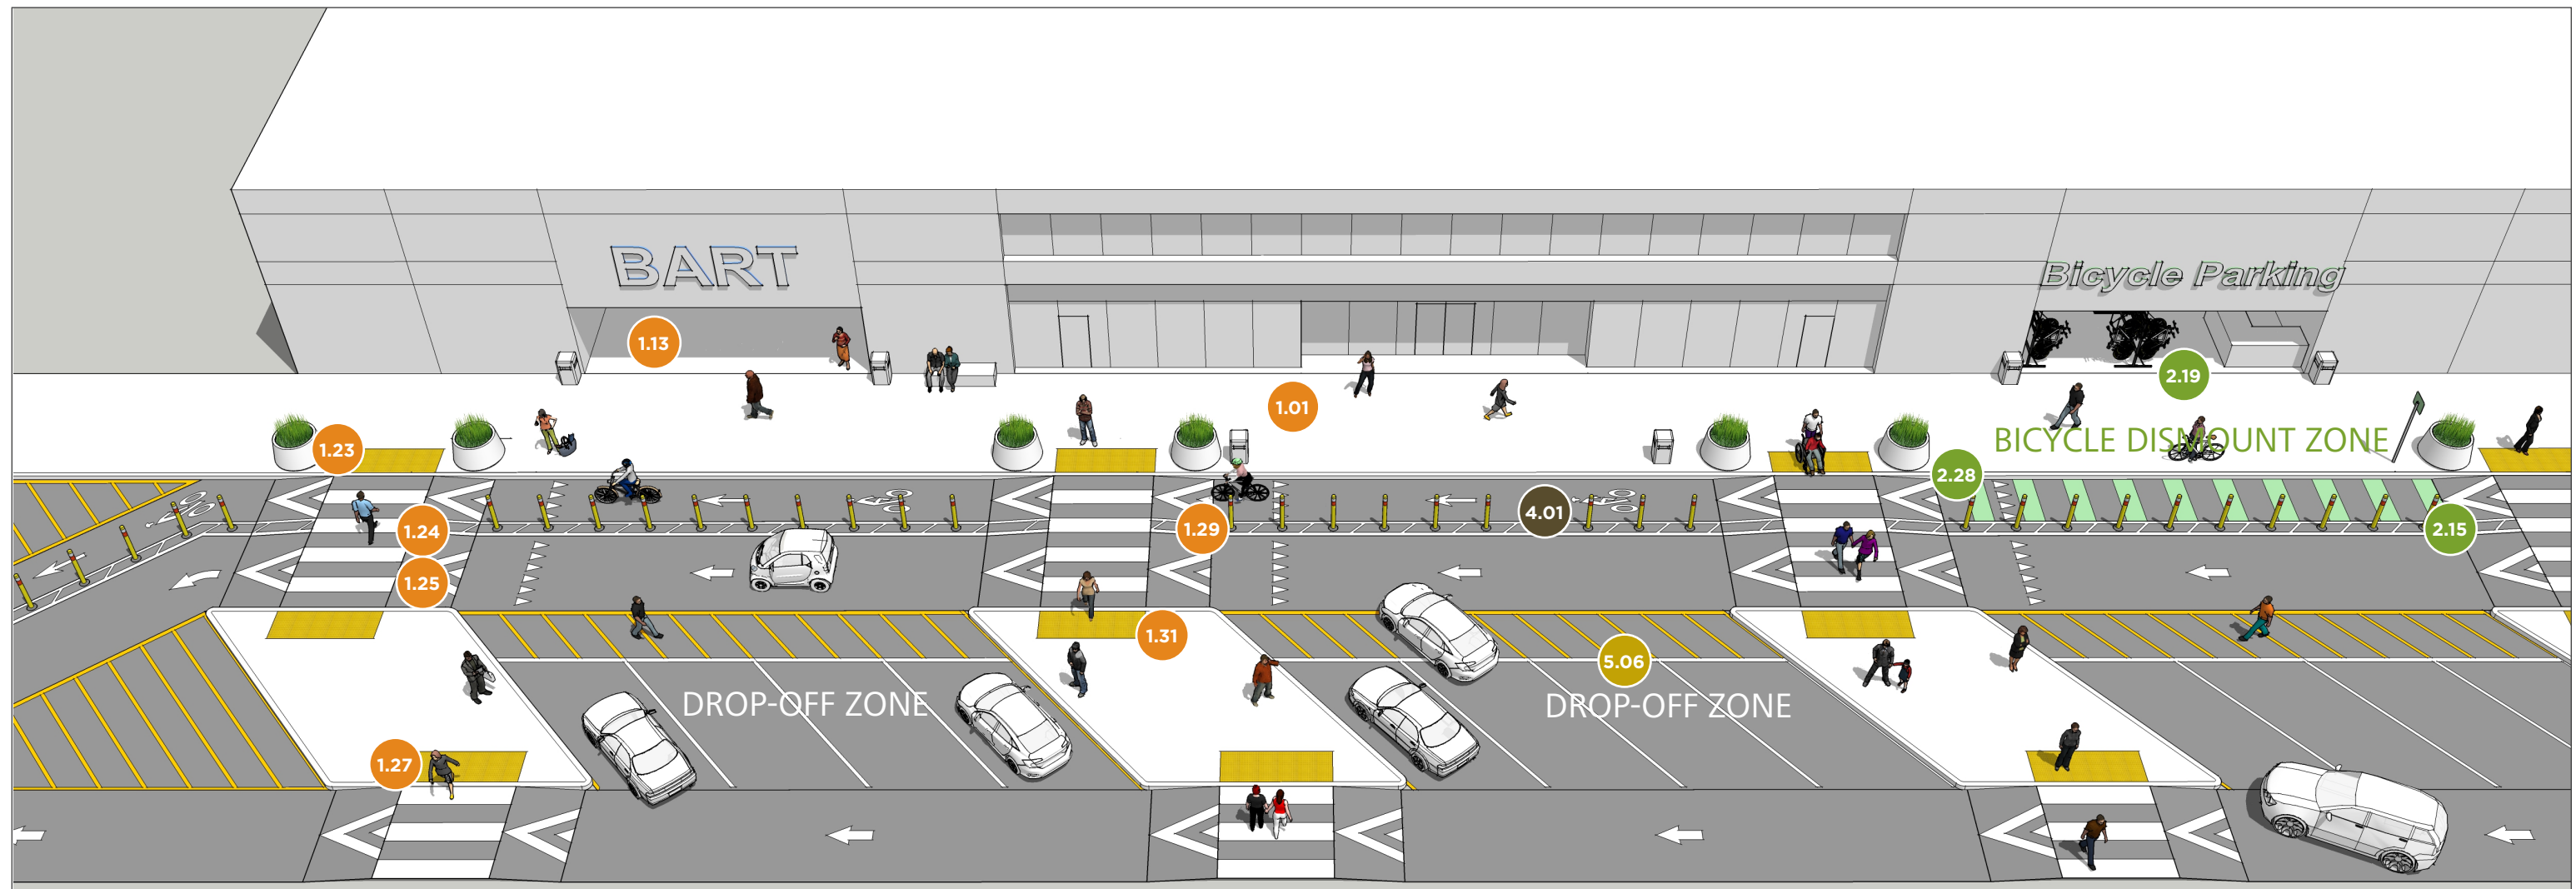 BART
Bicycle Parking
1.13
2.19
1.01
BICYCLE DISMOUNT ZONE
1.23
2.28
4.01
1.24
1.29
2.15
1.25
1.31
5.06
DROP-OFF ZONE
DROP-OFF ZONE
1.27